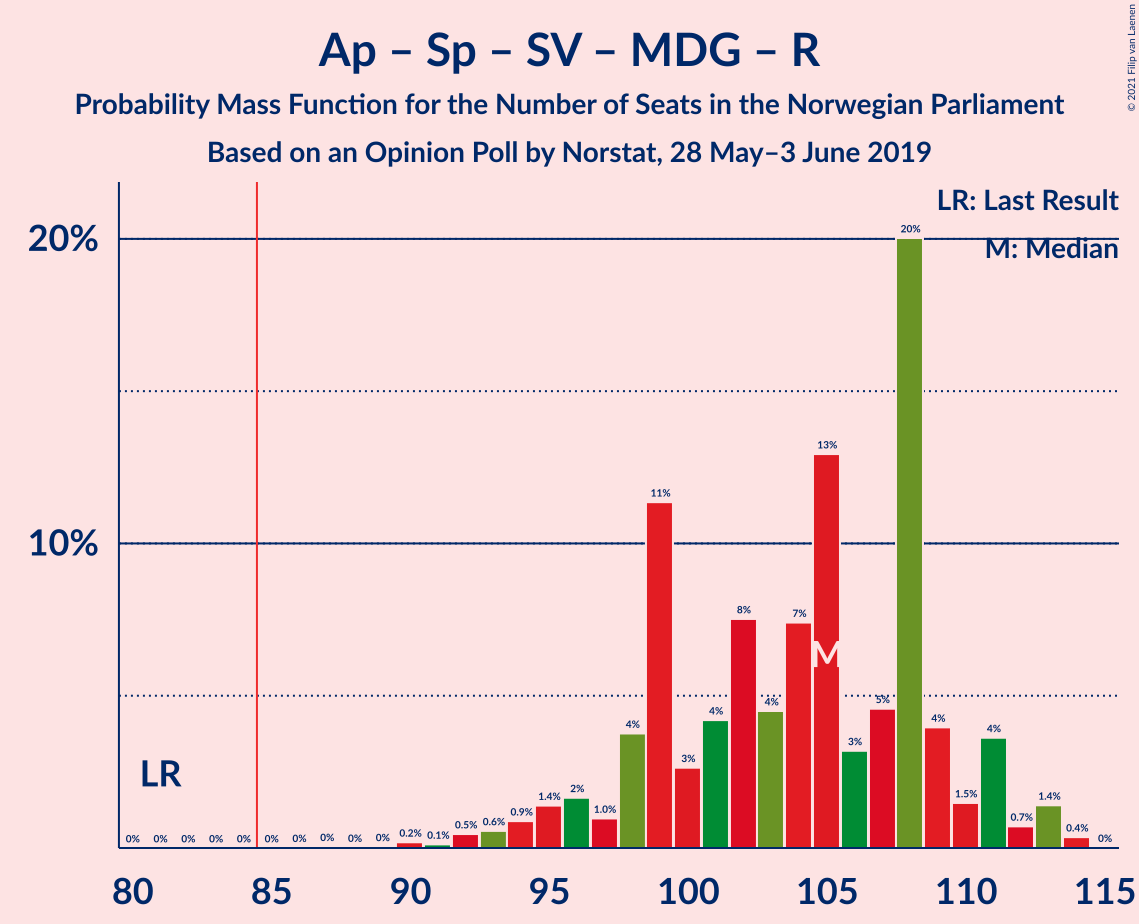 Ap – Sp – SV – MDG – R
Probability Mass Function for the Number of Seats in the Norwegian Parliament
Based on an Opinion Poll by Norstat, 28 May–3 June 2019
© 2021 Filip van Laenen
LR: Last Result
M: Median
20%
10%
LR
M
0% 0% 0% 0% 0% 0% 0% 0% 0% 0% 0.2% 0.1% 0.5% 0.6% 0.9% 1.4% 2% 1.0% 4% 11% 3% 4% 8% 4% 7% 13% 3% 5% 20% 4% 1.5% 4% 0.7% 1.4% 0.4% 0%
80 85 90 95 100 105 110 115